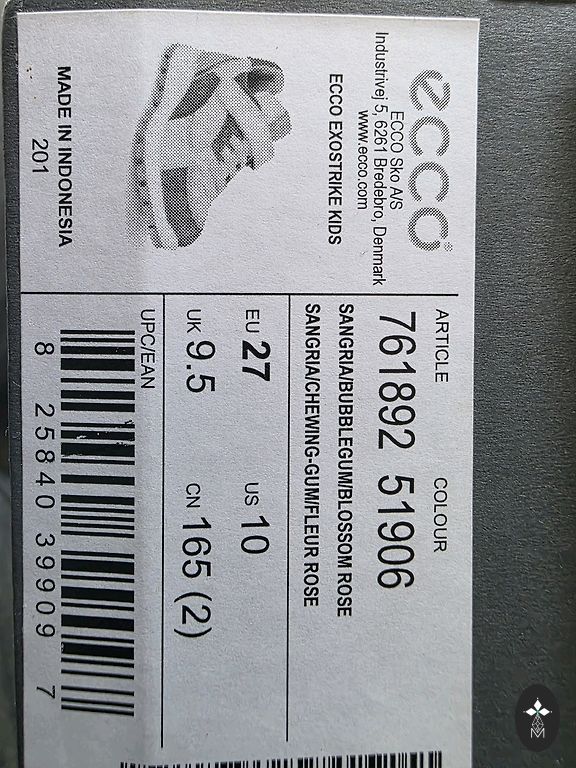 ecco®
ECCO Sko A/S
Industrivej 5, 6261 Bredebro, Denmark
www.ecco.com
ECCO EXOSTRIKE KIDS
MADE IN INDONESIA
201
ARTICLE COLOUR
761892 51906
SANGRIA/BUBBLEGUM/BLOSSOM ROSE
SANGRIA/CHEWING-GUM/FLEUR ROSE
EU 27 US 10
UK 9.5 CN 165 (2)
UPC/EAN
8 25840 39909 7
M